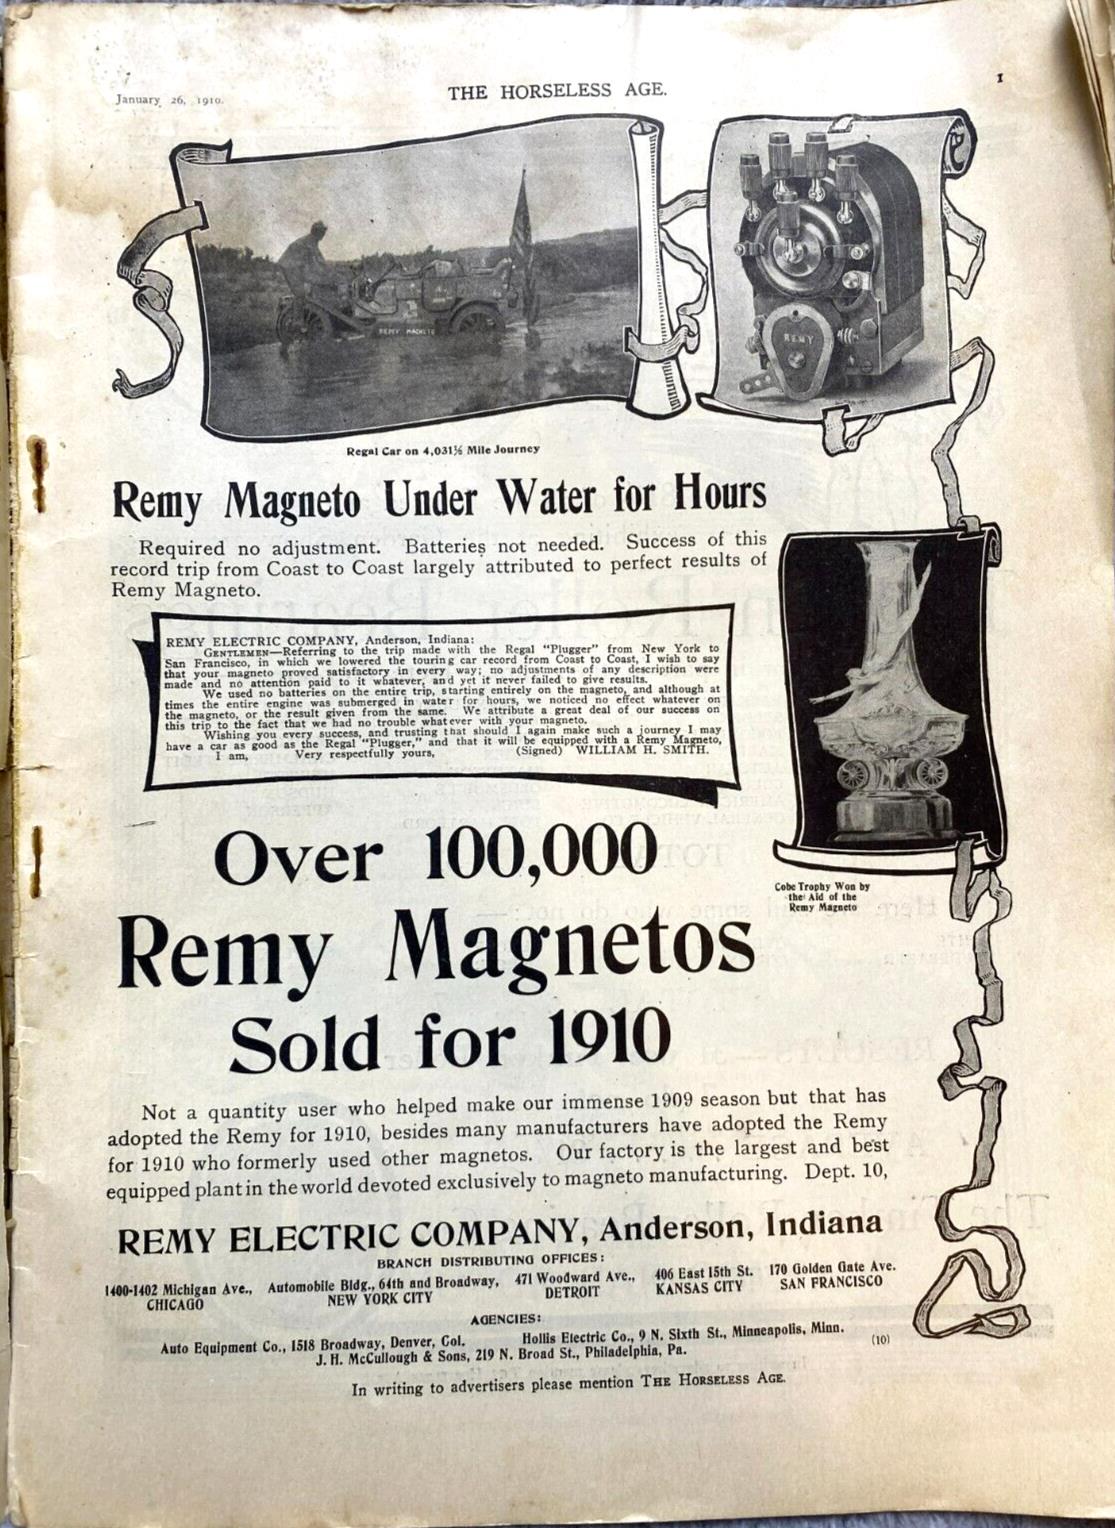 January 26, 1910.
THE HORSELESS AGE.
1
REMY MAGNETO
REMY
Regal Car on 4,031⅙ Mile Journey
Remy Magneto Under Water for Hours
Required no adjustment. Batteries not needed. Success of this
record trip from Coast to Coast largely attributed to perfect results of
Remy Magneto.
REMY ELECTRIC COMPANY, Anderson, Indiana:
GENTLEMEN—Referring to the trip made with the Regal "Plugger" from New York to
San Francisco, in which we lowered the touring car record from Coast to Coast, I wish to say
that your magneto proved satisfactory in every way; no adjustments of any description were
made and no attention paid to it whatever, and yet it never failed to give results.
We used no batteries on the entire trip, starting entirely on the magneto, and although at
times the entire engine was submerged in water for hours, we noticed no effect whatever on
the magneto, or the result given from the same. We attribute a great deal of our success on
this trip to the fact that we had no trouble whatever with your magneto.
Wishing you every success, and trusting that should I again make such a journey I may
have a car as good as the Regal "Plugger," and that it will be equipped with a Remy Magneto,
I am, Very respectfully yours, (Signed) WILLIAM H. SMITH.
Cobe Trophy Won by
the Aid of the
Remy Magneto
Over 100,000
Remy Magnetos
Sold for 1910
Not a quantity user who helped make our immense 1909 season but that has
adopted the Remy for 1910, besides many manufacturers have adopted the Remy
for 1910 who formerly used other magnetos. Our factory is the largest and best
equipped plant in the world devoted exclusively to magneto manufacturing. Dept. 10,
REMY ELECTRIC COMPANY, Anderson, Indiana
BRANCH DISTRIBUTING OFFICES:
1400-1402 Michigan Ave., Automobile Bldg., 64th and Broadway, 471 Woodward Ave., 406 East 15th St. 170 Golden Gate Ave.
CHICAGO NEW YORK CITY DETROIT KANSAS CITY SAN FRANCISCO
AGENCIES:
Auto Equipment Co., 1518 Broadway, Denver, Col. Hollis Electric Co., 9 N. Sixth St., Minneapolis, Minn.
J. H. McCullough & Sons, 219 N. Broad St., Philadelphia, Pa.
(10)
In writing to advertisers please mention THE HORSELESS AGE.